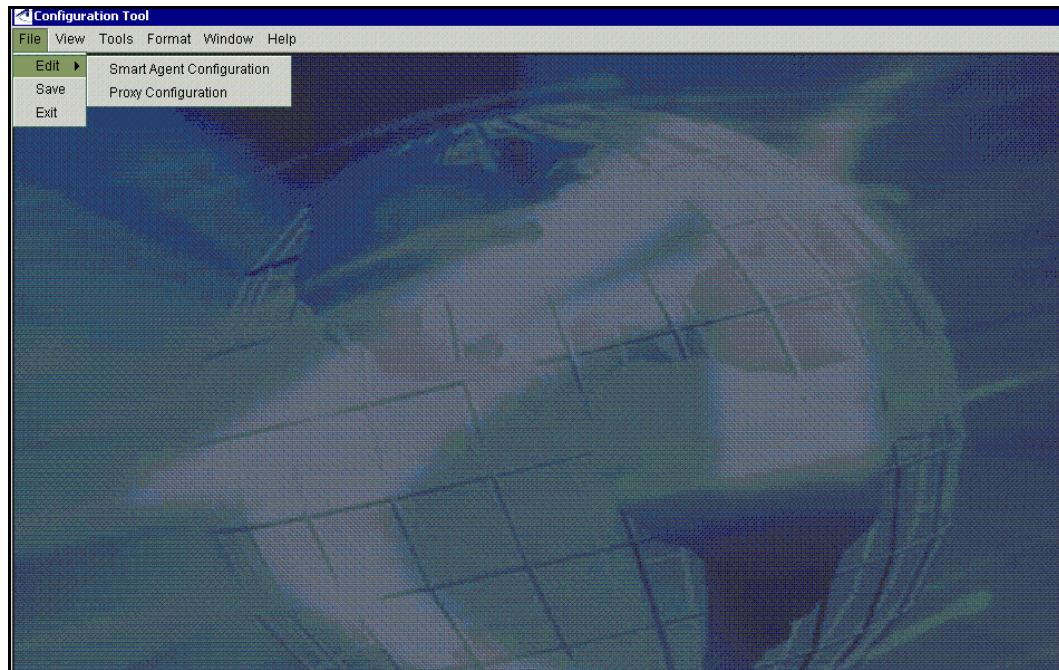 Configuration Tool
File View Tools Format Window Help
Edit
Smart Agent Configuration
Save
Proxy Configuration
Exit